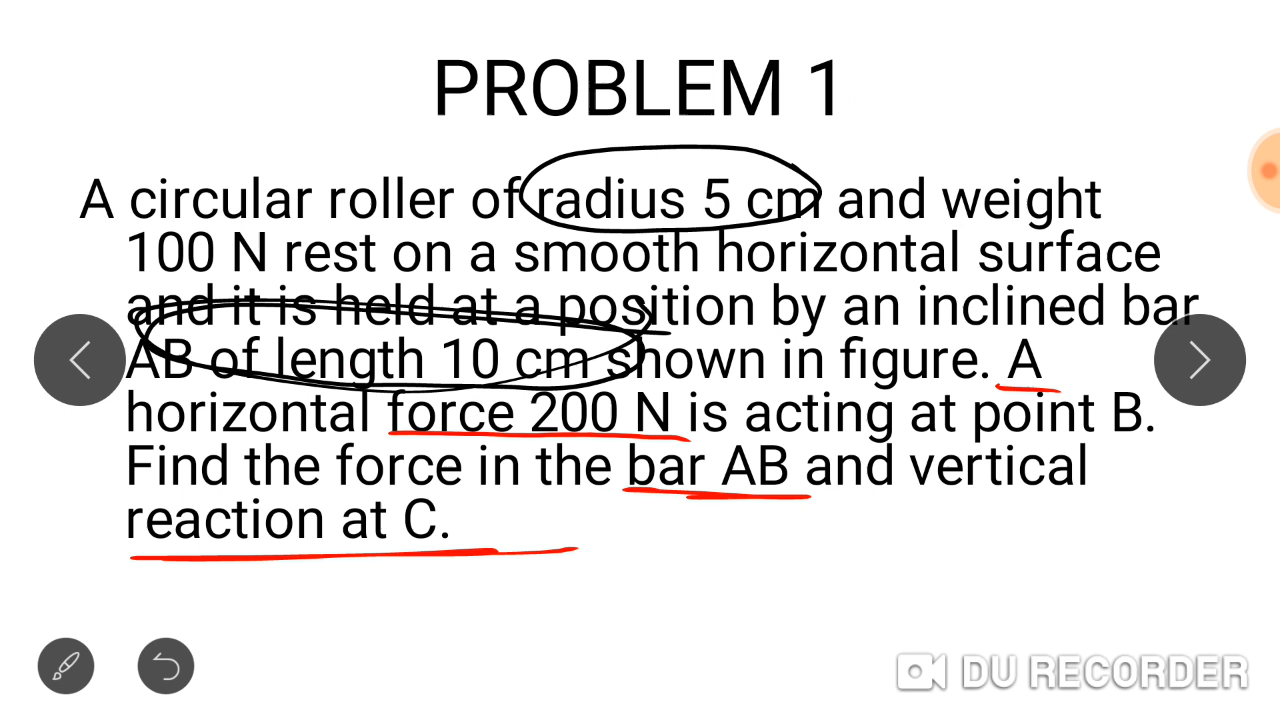 PROBLEM 1
A circular roller of radius 5 cm and weight
100 N rest on a smooth horizontal surface
and it is held at a position by an inclined bar
AB of length 10 cm shown in figure. A
horizontal force 200 N is acting at point B.
Find the force in the bar AB and vertical
reaction at C.
DU RECORDER